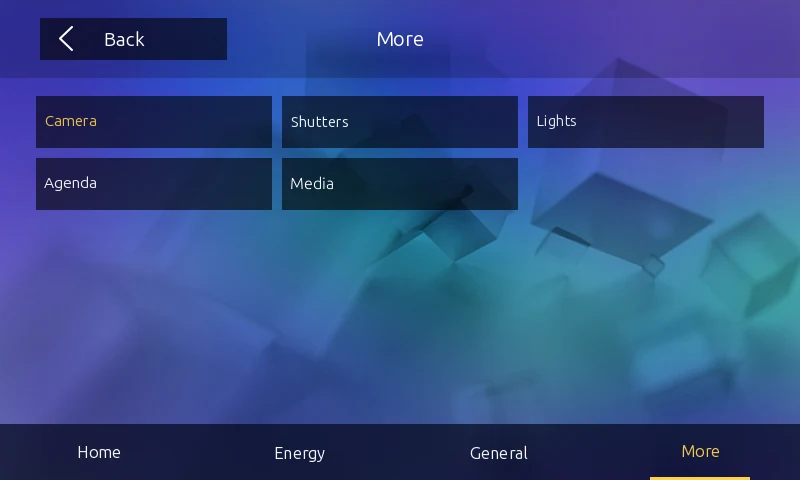 Back
More
Camera
Shutters
Lights
Agenda
Media
Home
Energy
General
More